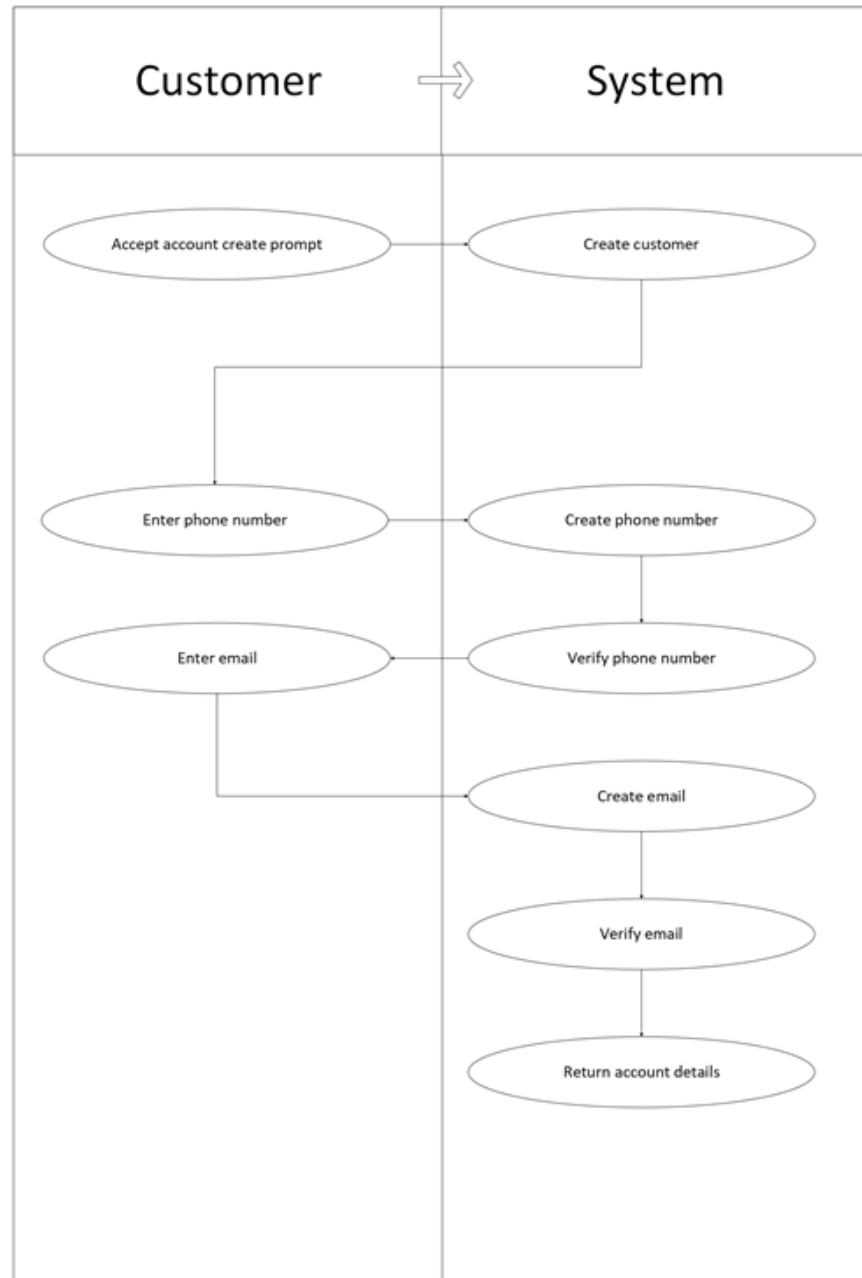 Customer
System
Accept account create prompt
Create customer
Enter phone number
Create phone number
Enter email
Verify phone number
Create email
Verify email
Return account details